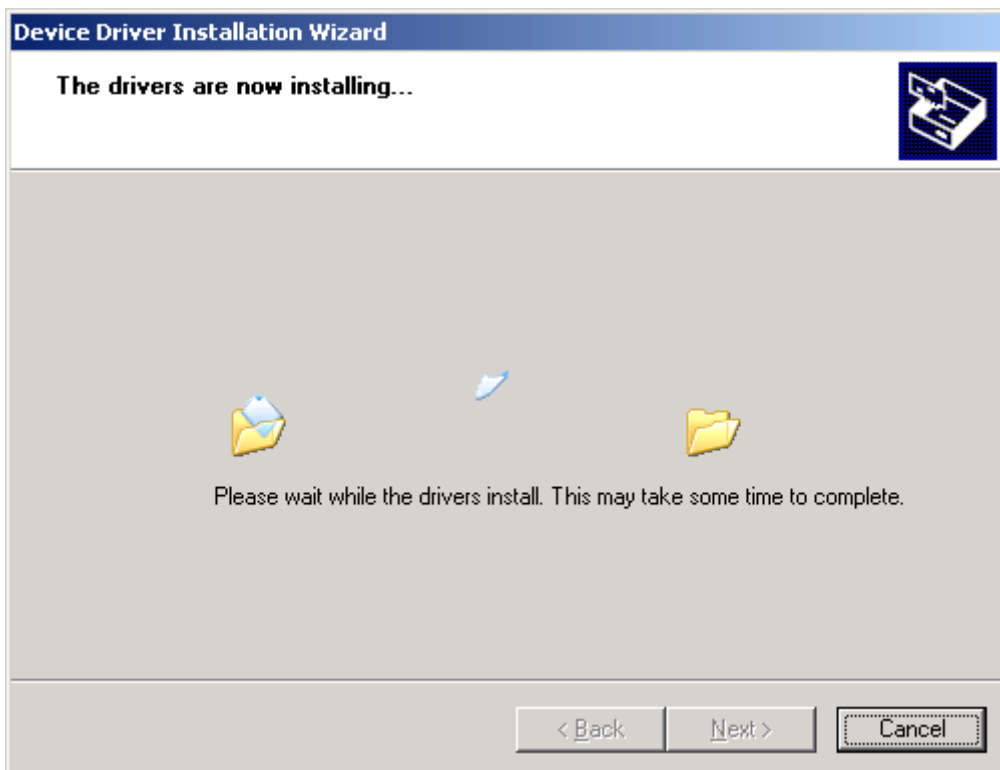 Device Driver Installation Wizard
The drivers are now installing...
Please wait while the drivers install. This may take some time to complete.
< Back
Next >
Cancel